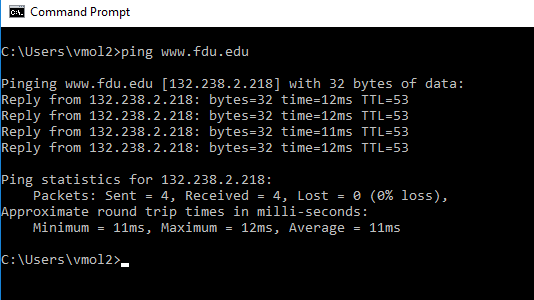 Command Prompt
C:\Users\vmol2>ping www.fdu.edu
Pinging www.fdu.edu [132.238.2.218] with 32 bytes of data:
Reply from 132.238.2.218: bytes=32 time=12ms TTL=53
Reply from 132.238.2.218: bytes=32 time=12ms TTL=53
Reply from 132.238.2.218: bytes=32 time=11ms TTL=53
Reply from 132.238.2.218: bytes=32 time=12ms TTL=53
Ping statistics for 132.238.2.218:
    Packets: Sent = 4, Received = 4, Lost = 0 (0% loss),
Approximate round trip times in milli-seconds:
    Minimum = 11ms, Maximum = 12ms, Average = 11ms
C:\Users\vmol2>